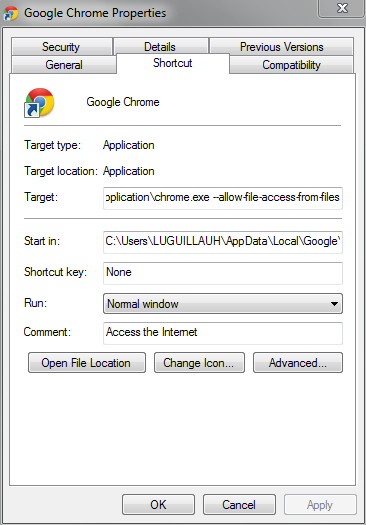 Google Chrome Properties
Security Details Previous Versions
General Shortcut Compatibility
Google Chrome
Target type: Application
Target location: Application
Target: pplication\chrome.exe --allow-file-access-from-files
Start in: C:\Users\LUGUILLAUH\AppData\Local\Google\
Shortcut key: None
Run: Normal window
Comment: Access the Internet
Open File Location Change Icon... Advanced...
OK Cancel Apply